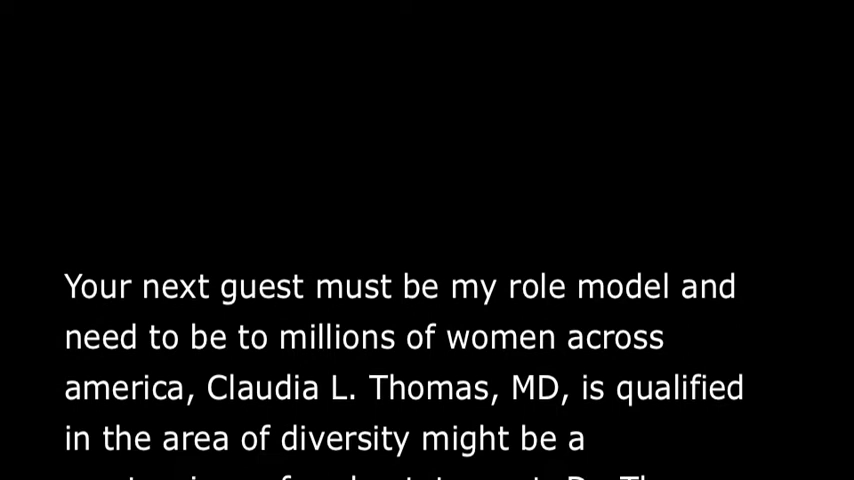 Your next guest must be my role model and
need to be to millions of women across
america, Claudia L. Thomas, MD, is qualified
in the area of diversity might be a